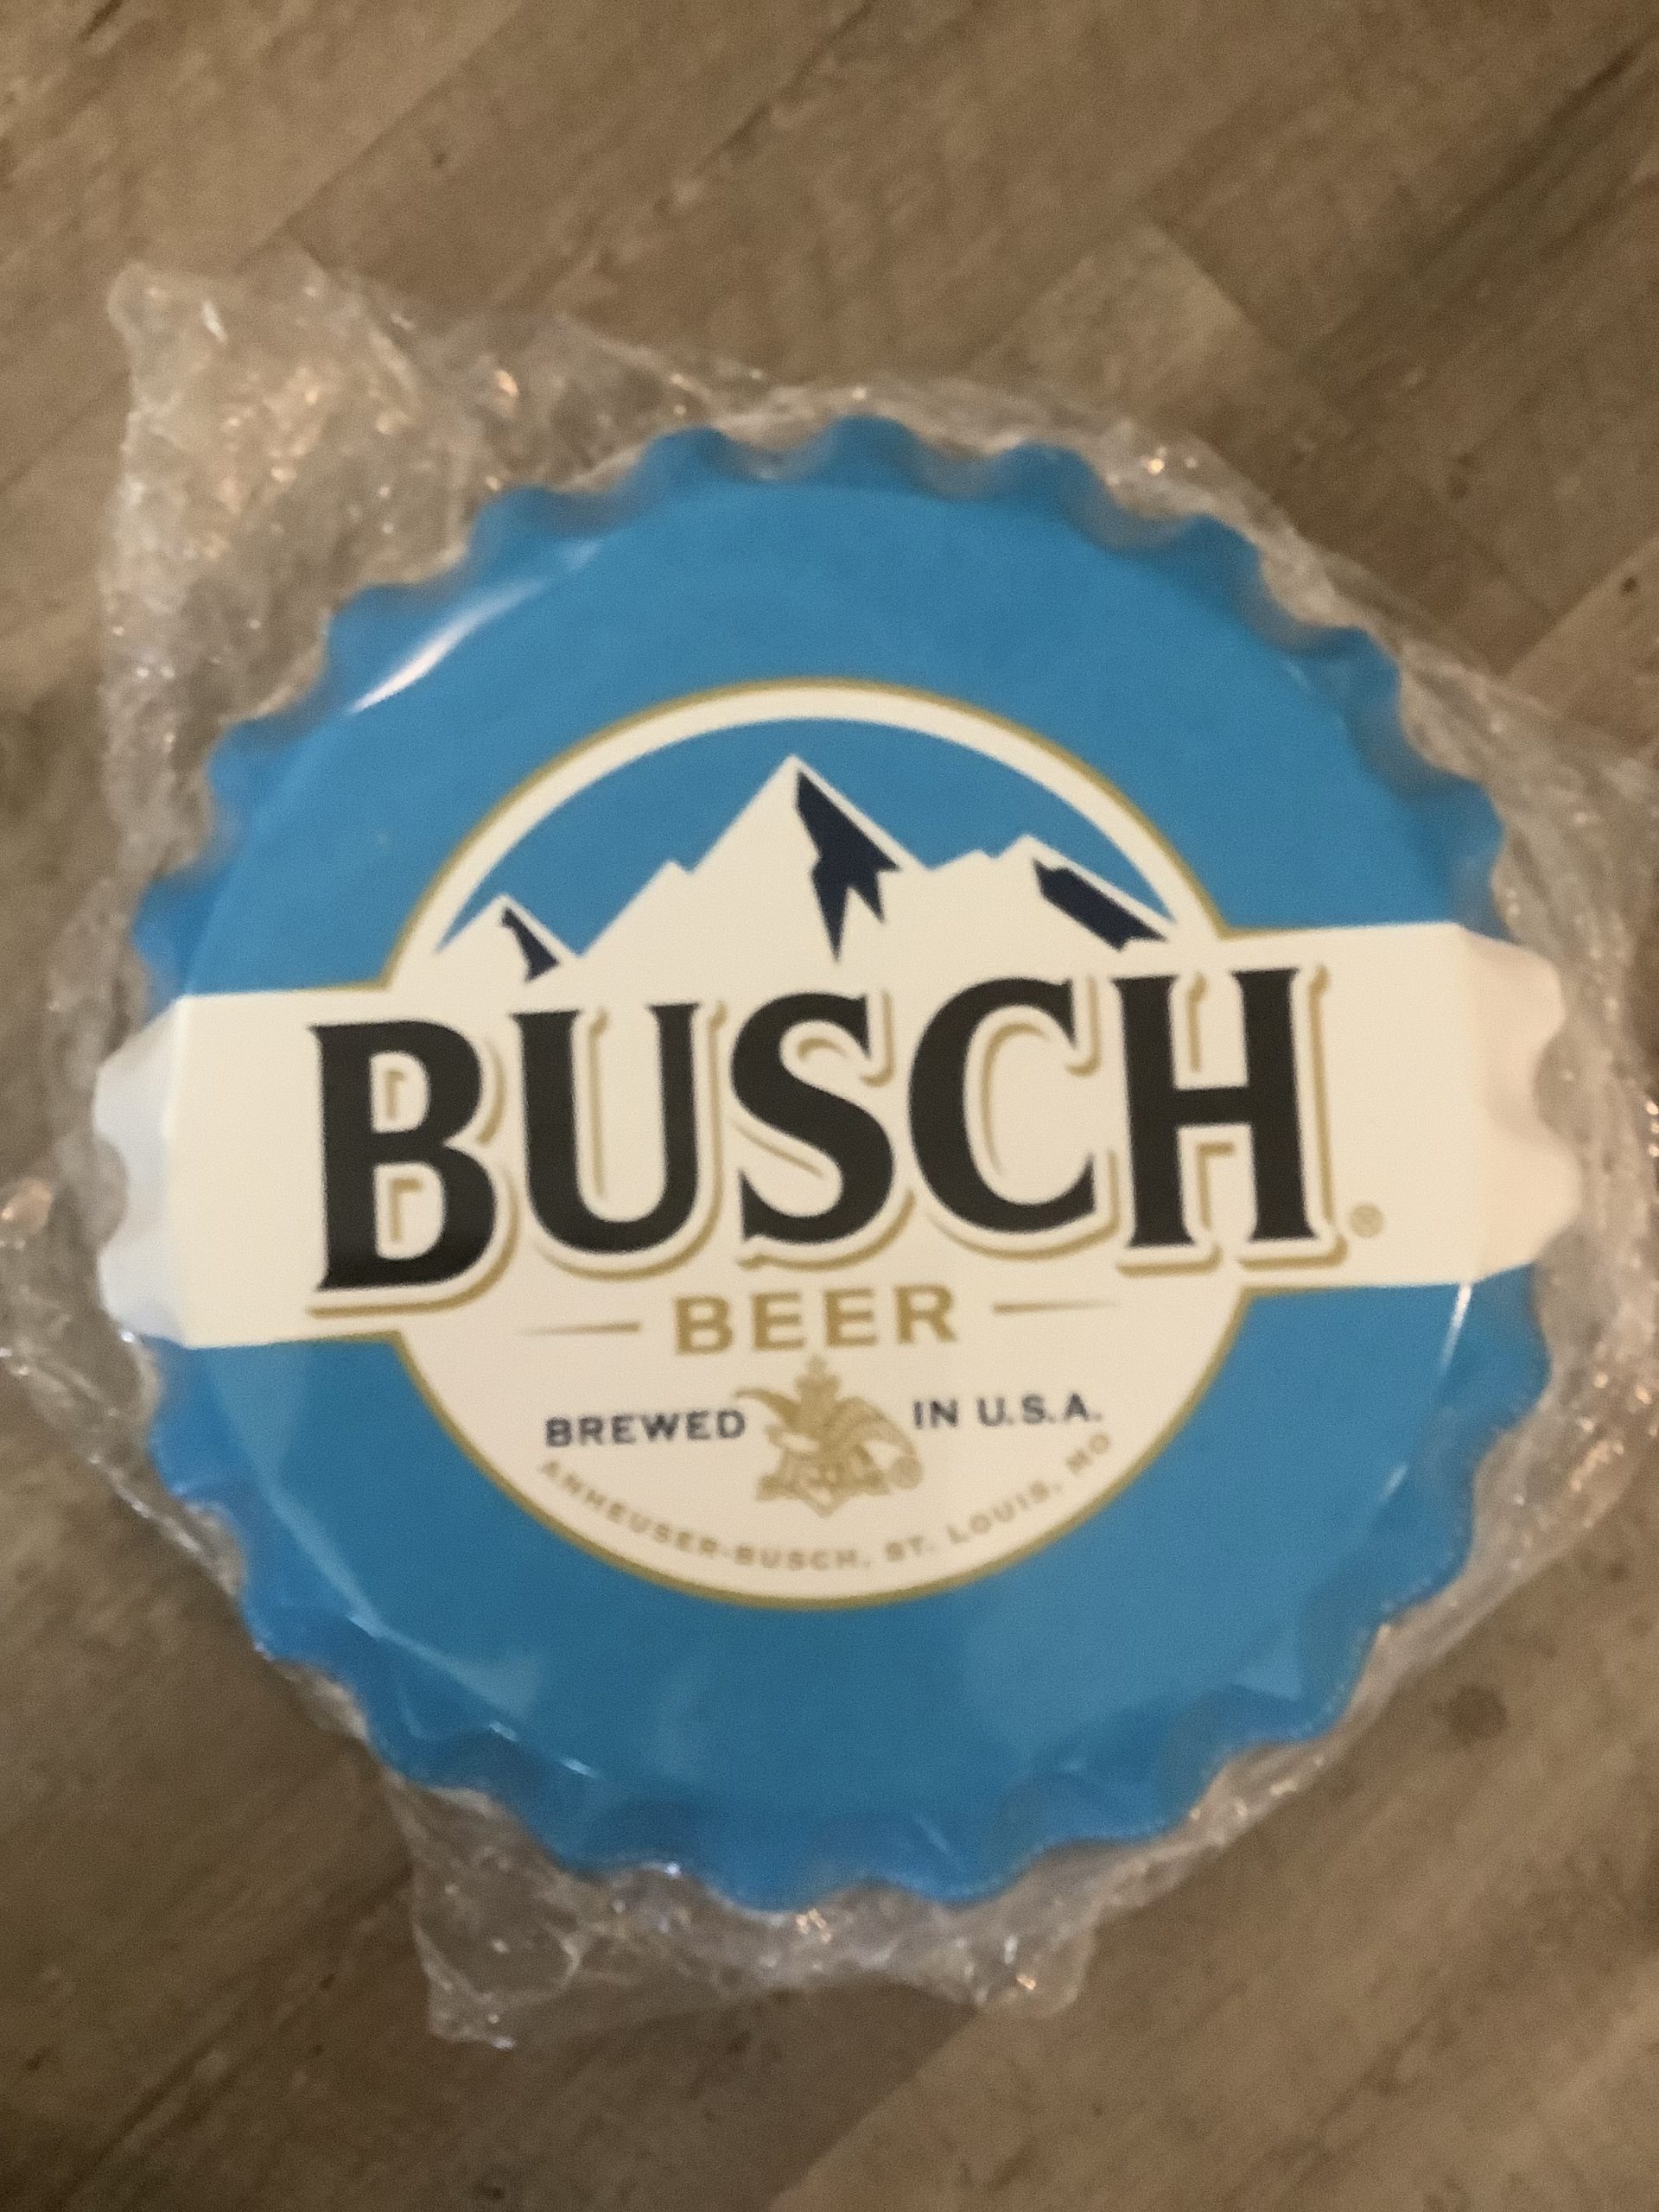 BUSCH®
BEER
BREWED IN U.S.A.
ANHEUSER-BUSCH, ST. LOUIS, MO